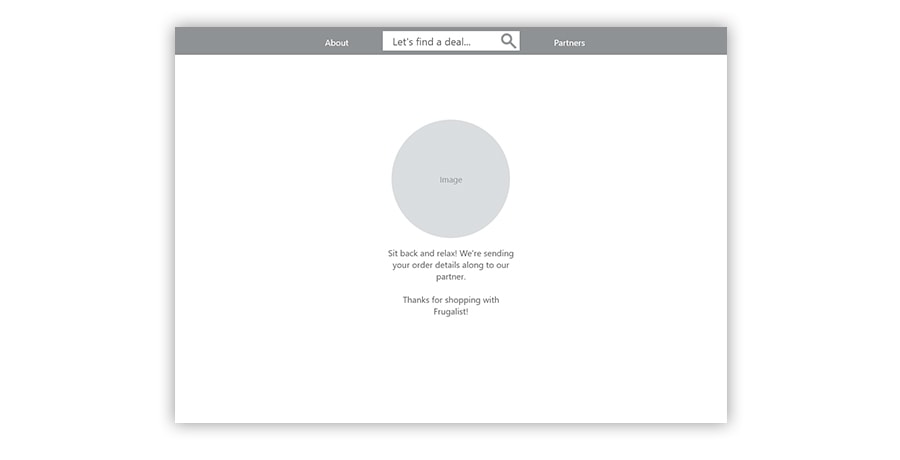 About
Let's find a deal...
Partners
Image
Sit back and relax! We're sending
your order details along to our
partner.
Thanks for shopping with
Frugalist!